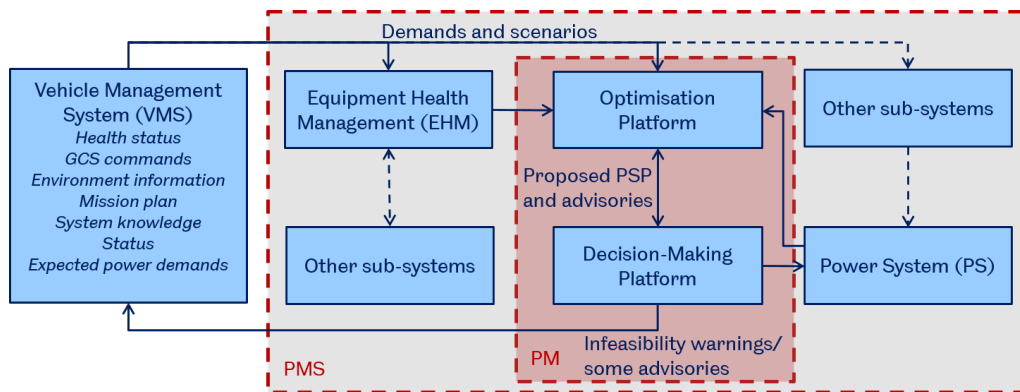 Demands and scenarios
Vehicle Management
System (VMS)
Health status
GCS commands
Environment information
Mission plan
System knowledge
Status
Expected power demands
Equipment Health
Management (EHM)
Optimisation
Platform
Other sub-systems
Proposed PSP
and advisories
Other sub-systems
Decision-Making
Platform
Power System (PS)
PMS
PM
Infeasibility warnings/
some advisories